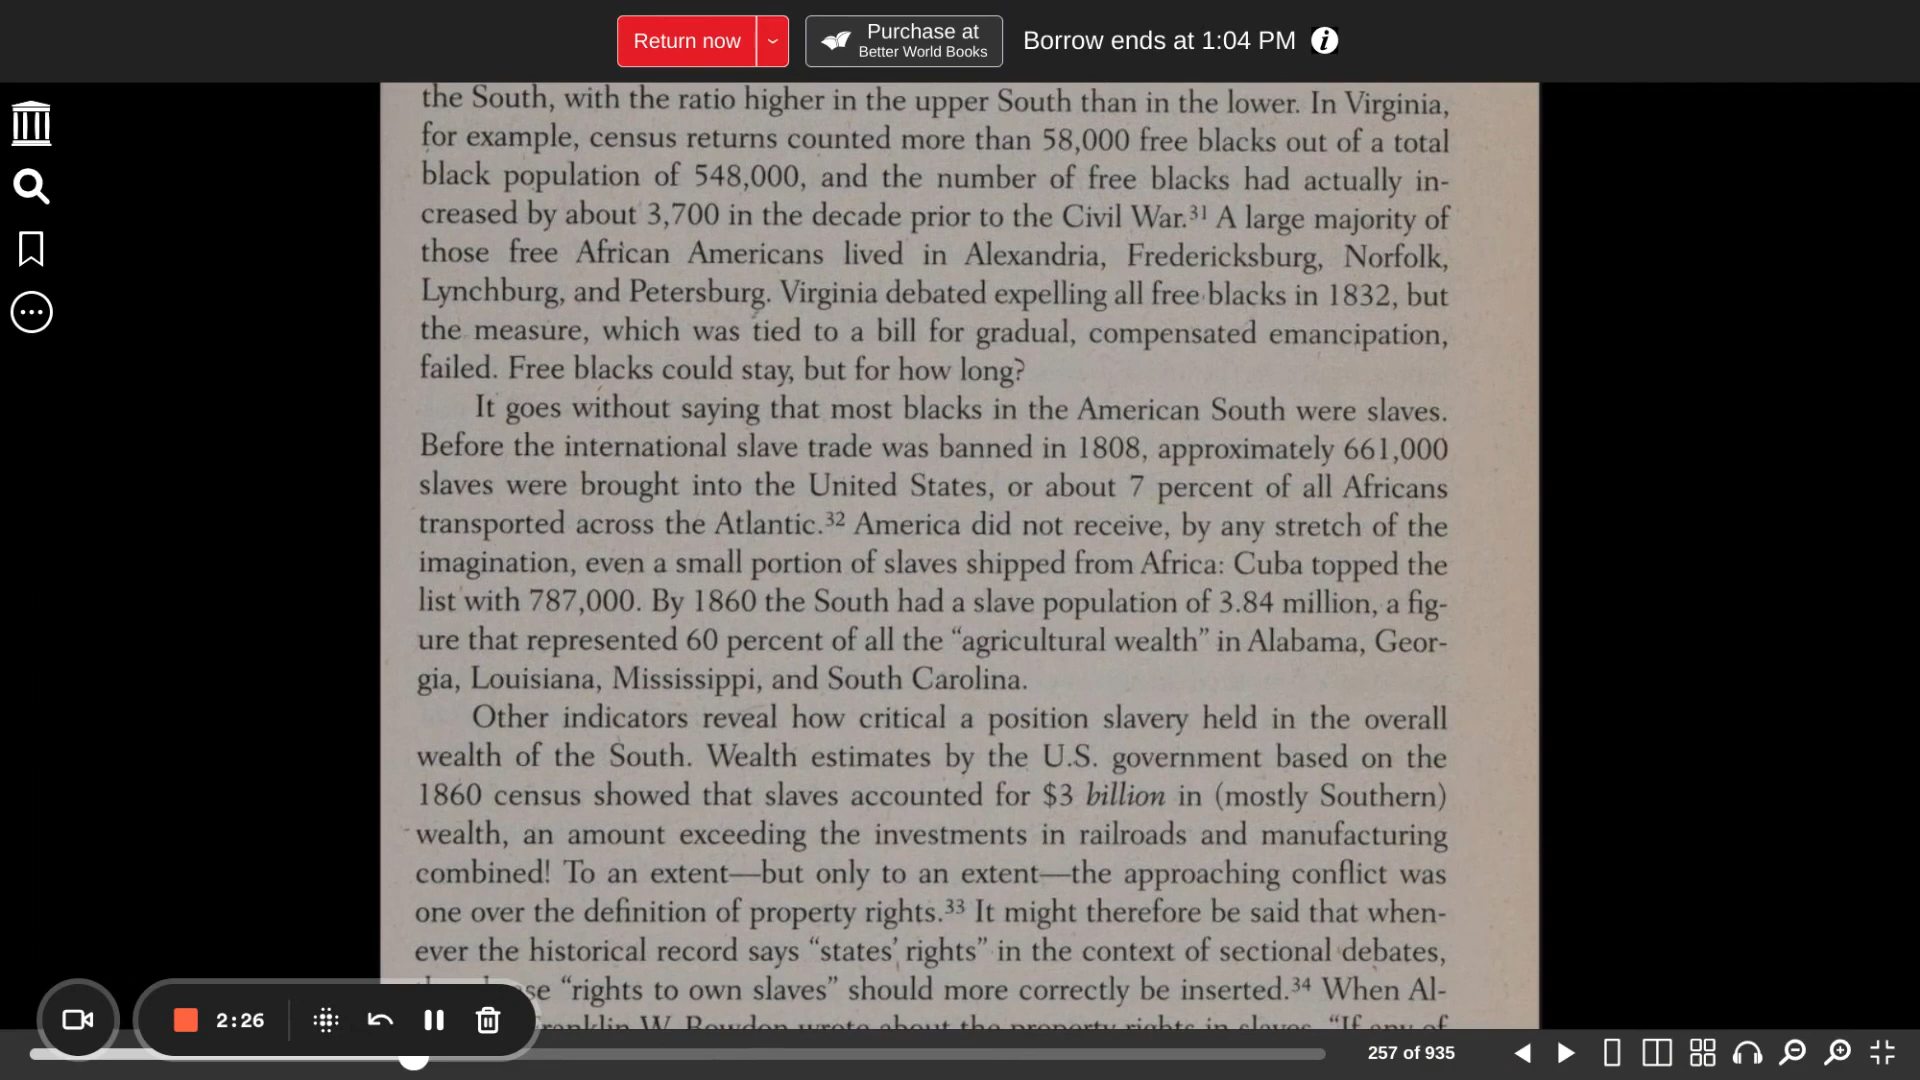 Return now
Purchase at
Better World Books
Borrow ends at 1:04 PM
the South, with the ratio higher in the upper South than in the lower. In Virginia,
for example, census returns counted more than 58,000 free blacks out of a total
black population of 548,000, and the number of free blacks had actually in-
creased by about 3,700 in the decade prior to the Civil War.³¹ A large majority of
those free African Americans lived in Alexandria, Fredericksburg, Norfolk,
Lynchburg, and Petersburg. Virginia debated expelling all free blacks in 1832, but
the measure, which was tied to a bill for gradual, compensated emancipation,
failed. Free blacks could stay, but for how long?
It goes without saying that most blacks in the American South were slaves.
Before the international slave trade was banned in 1808, approximately 661,000
slaves were brought into the United States, or about 7 percent of all Africans
transported across the Atlantic.³² America did not receive, by any stretch of the
imagination, even a small portion of slaves shipped from Africa: Cuba topped the
list with 787,000. By 1860 the South had a slave population of 3.84 million, a fig-
ure that represented 60 percent of all the “agricultural wealth” in Alabama, Geor-
gia, Louisiana, Mississippi, and South Carolina.
Other indicators reveal how critical a position slavery held in the overall
wealth of the South. Wealth estimates by the U.S. government based on the
1860 census showed that slaves accounted for $3 billion in (mostly Southern)
wealth, an amount exceeding the investments in railroads and manufacturing
combined! To an extent—but only to an extent—the approaching conflict was
one over the definition of property rights.³³ It might therefore be said that when-
ever the historical record says “states’ rights” in the context of sectional debates,
“rights to own slaves” should more correctly be inserted.³⁴ When Al-
Franklin W. Bowdon wrote about the property rights in slaves, “If any of
2:26
257 of 935